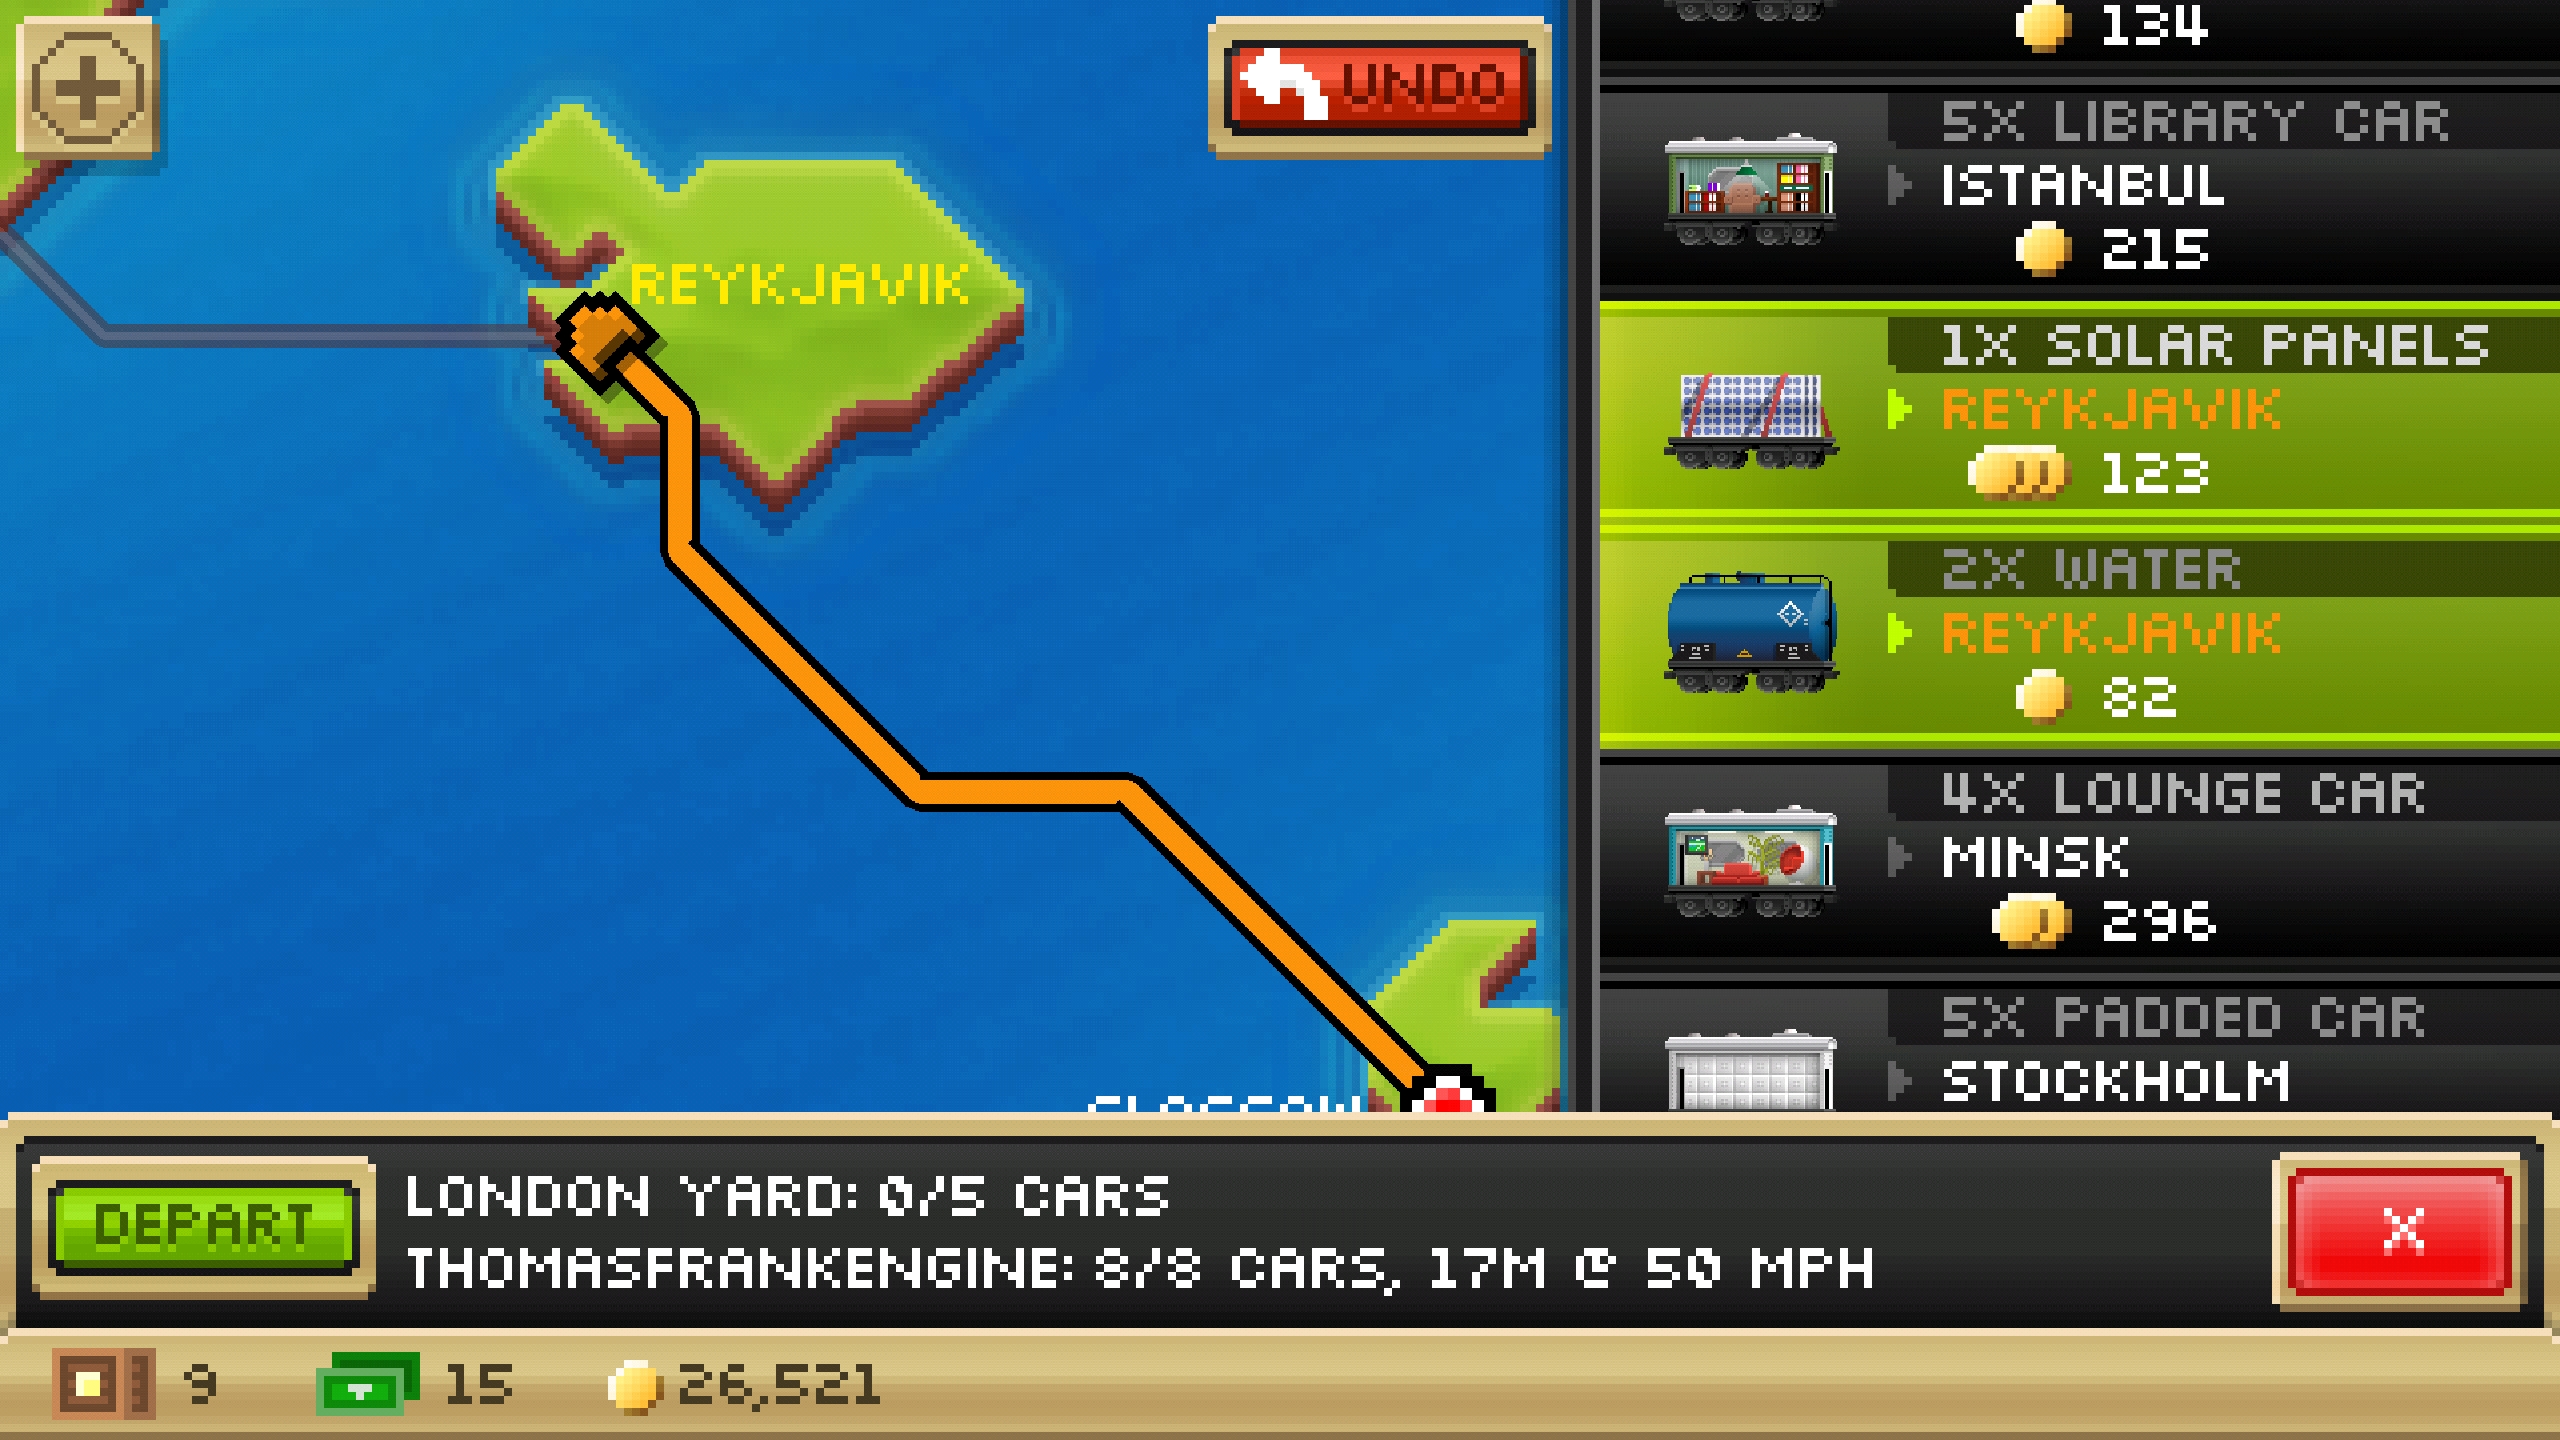 UNDO
REYKJAVIK
134
5X LIBRARY CAR
ISTANBUL
215
1X SOLAR PANELS
REYKJAVIK
123
2X WATER
REYKJAVIK
82
4X LOUNGE CAR
MINSK
296
5X PADDED CAR
STOCKHOLM
DEPART
LONDON YARD: 0/5 CARS
THOMASFRANKENGINE: 8/8 CARS, 17M @ 50 MPH
X
9
15
26,521